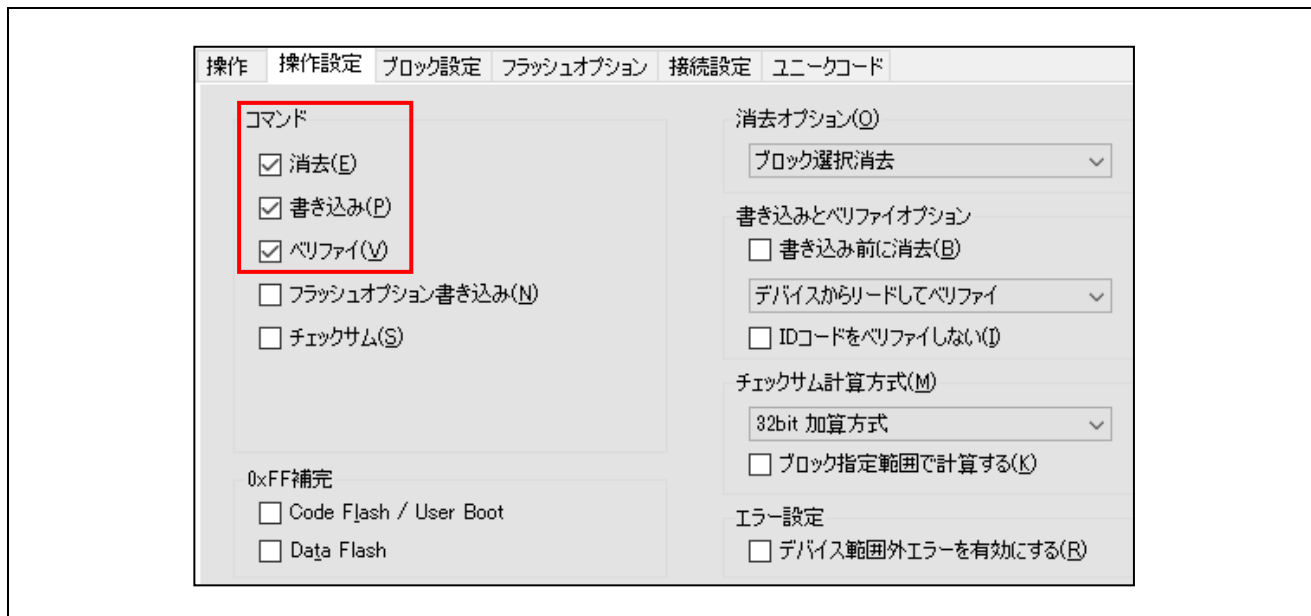 操作 操作設定 ブロック設定 フラッシュオプション 接続設定 ユニークコード
コマンド
消去(E)
書き込み(P)
ベリファイ(V)
フラッシュオプション書き込み(N)
チェックサム(S)
0xFF補完
Code Flash / User Boot
Data Flash
消去オプション(O)
ブロック選択消去
書き込みとベリファイオプション
書き込み前に消去(B)
デバイスからリードしてベリファイ
IDコードをベリファイしない(I)
チェックサム計算方式(M)
32bit 加算方式
ブロック指定範囲で計算する(K)
エラー設定
デバイス範囲外エラーを有効にする(R)